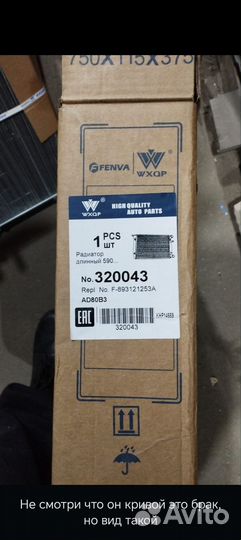 750X115X375
FENVA
WXQP
WXQP
HIGH QUALITY
AUTO PARTS
1 PCS
шт
Радиатор
длинный 590...
No. 320043
Repl No. F-893121253A
AD80B3
EAC
320043
Не смотри что он кривой это брак,
но вид такой
Avito